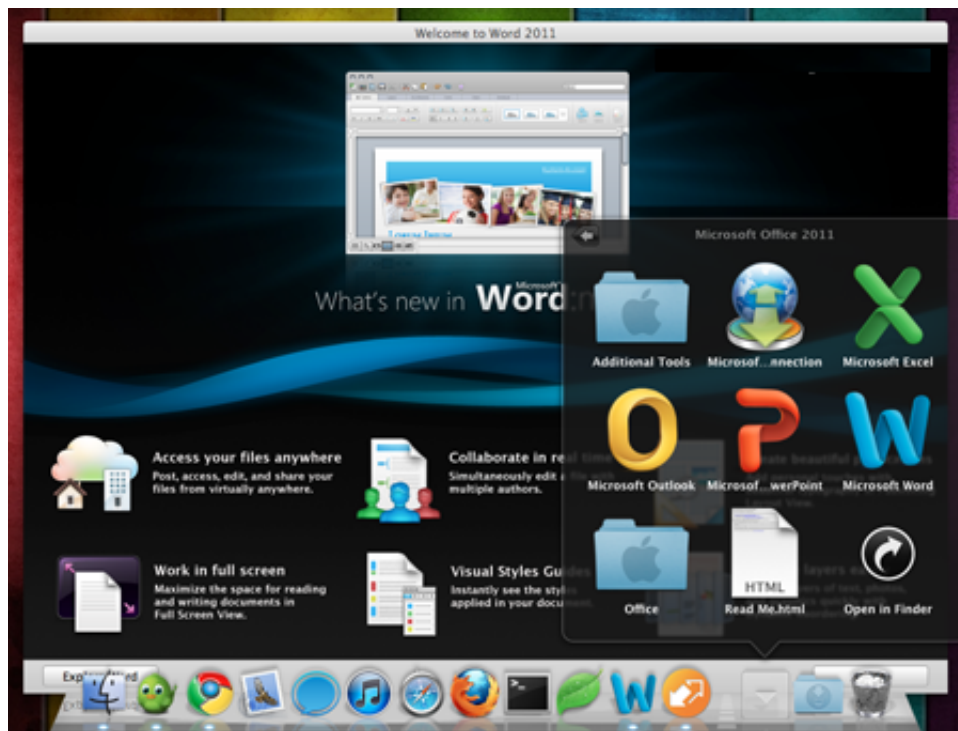 Welcome to Word 2011
What's new in Word
Microsoft
Microsoft Office 2011
Additional Tools
Microsof...nnection
Microsoft Excel
Microsoft Outlook
Microsof...werPoint
Microsoft Word
Office
HTML
Read Me.html
Open in Finder
Access your files anywhere
Post, access, edit, and share your
files from virtually anywhere.
Collaborate in real time
Simultaneously edit a file with
multiple authors.
Work in full screen
Maximize the space for reading
and writing documents in
Full Screen View.
Visual Styles Gu
Instantly see the styles
applied in your document.